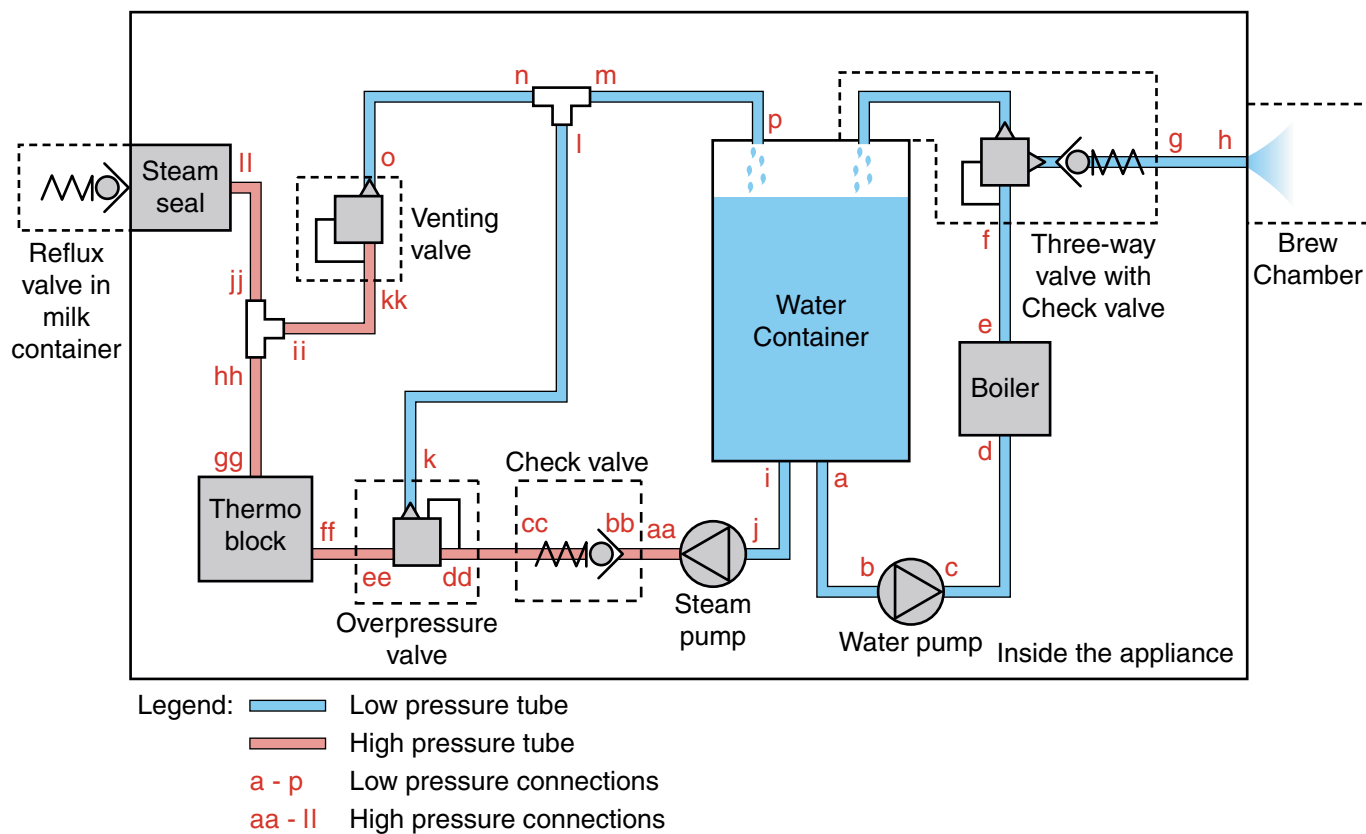 n
m
p
l
o
ll
Steam
seal
Venting
valve
g
h
f
Three-way
valve with
Check valve
Brew
Chamber
Reflux
valve in
milk
container
jj
kk
ii
hh
gg
Water
Container
e
Boiler
d
k
Check valve
i
a
Thermo
block
ff
ee
dd
cc
bb
aa
j
b
c
Overpressure
valve
Steam
pump
Water pump
Inside the appliance
Legend:
Low pressure tube
High pressure tube
a - p Low pressure connections
aa - ll High pressure connections